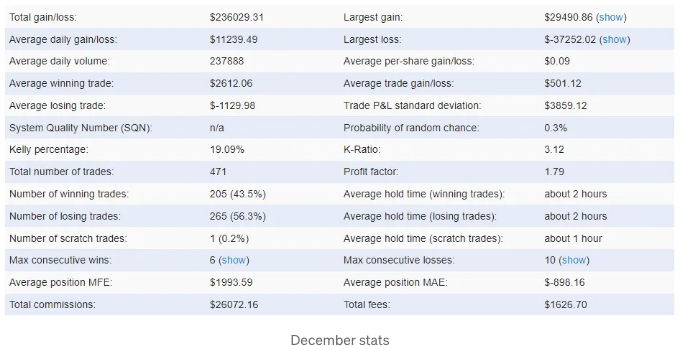 Total gain/loss: $236029.31 Largest gain: $29490.86 (show)
Average daily gain/loss: $11239.49 Largest loss: $-37252.02 (show)
Average daily volume: 237888 Average per-share gain/loss: $0.09
Average winning trade: $2612.06 Average trade gain/loss: $501.12
Average losing trade: $-1129.98 Trade P&L standard deviation: $3859.12
System Quality Number (SQN): n/a Probability of random chance: 0.3%
Kelly percentage: 19.09% K-Ratio: 3.12
Total number of trades: 471 Profit factor: 1.79
Number of winning trades: 205 (43.5%) Average hold time (winning trades): about 2 hours
Number of losing trades: 265 (56.3%) Average hold time (losing trades): about 2 hours
Number of scratch trades: 1 (0.2%) Average hold time (scratch trades): about 1 hour
Max consecutive wins: 6 (show) Max consecutive losses: 10 (show)
Average position MFE: $1993.59 Average position MAE: $-898.16
Total commissions: $26072.16 Total fees: $1626.70
December stats